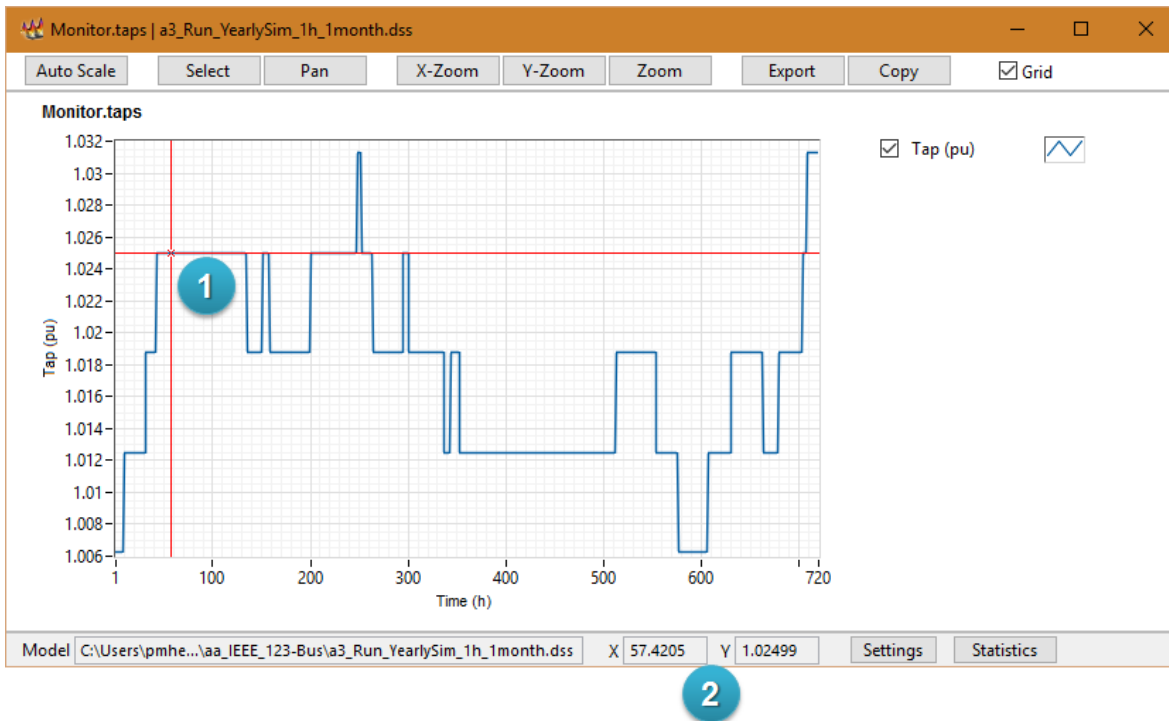 Monitor.taps | a3_Run_YearlySim_1h_1month.dss
Auto Scale Select Pan X-Zoom Y-Zoom Zoom Export Copy Grid
Monitor.taps
Tap (pu)
1.032
1.03
1.028
1.026
1.024
1.022
1.02
1.018
1.016
1.014
1.012
1.01
1.008
1.006
Tap (pu)
1
1 100 200 300 400 500 600 720
Time (h)
Model C:\Users\pmhe...\aa_IEEE_123-Bus\a3_Run_YearlySim_1h_1month.dss X 57.4205 Y 1.02499 Settings Statistics
2